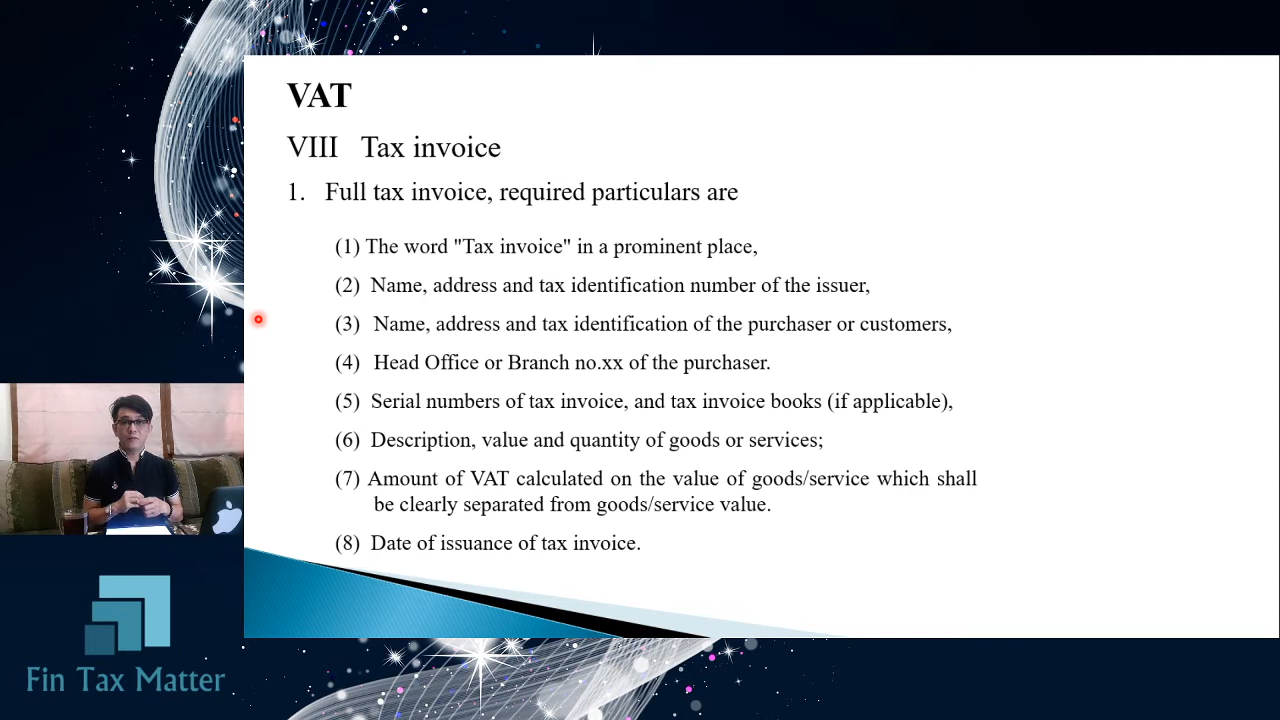 VAT
VIII Tax invoice
1. Full tax invoice, required particulars are
(1) The word "Tax invoice" in a prominent place,
(2) Name, address and tax identification number of the issuer,
(3) Name, address and tax identification of the purchaser or customers,
(4) Head Office or Branch no.xx of the purchaser.
(5) Serial numbers of tax invoice, and tax invoice books (if applicable),
(6) Description, value and quantity of goods or services;
(7) Amount of VAT calculated on the value of goods/service which shall
be clearly separated from goods/service value.
(8) Date of issuance of tax invoice.
Fin Tax Matter